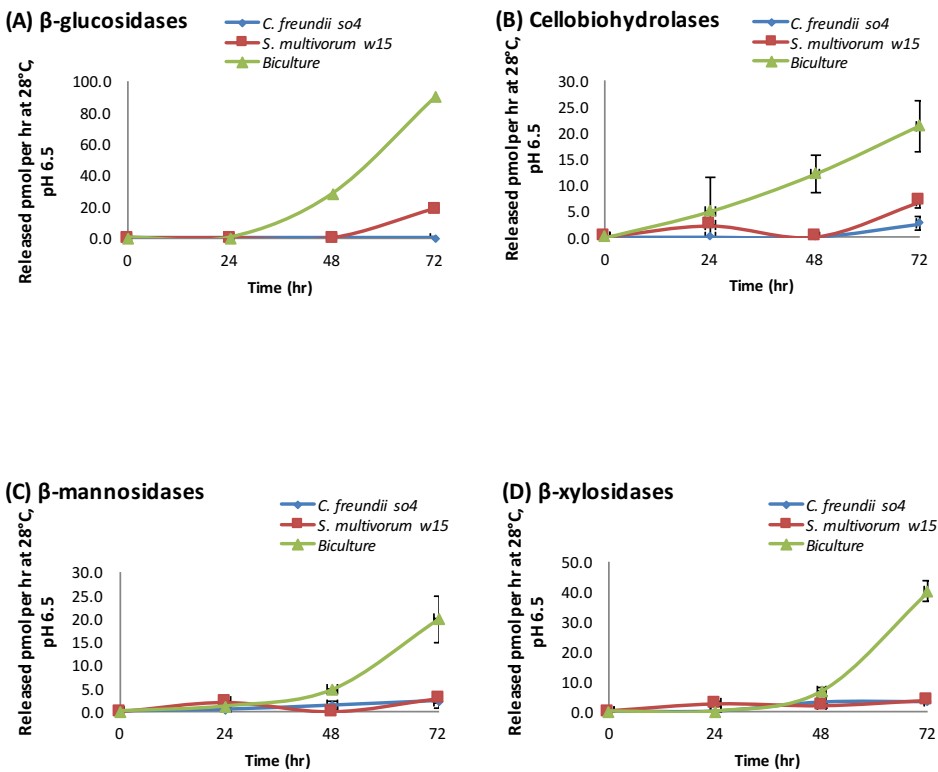 (A) β-glucosidases
C. freundii so4
S. multivorum w15
Biculture
Released pmol per hr at 28°C,
pH 6.5
100.0
80.0
60.0
40.0
20.0
0.0
0 24 48 72
Time (hr)
(B) Cellobiohydrolases
C. freundii so4
S. multivorum w15
Biculture
Released pmol per hr at 28°C,
pH 6.5
30.0
25.0
20.0
15.0
10.0
5.0
0.0
0 24 48 72
Time (hr)
(C) β-mannosidases
C. freundii so4
S. multivorum w15
Biculture
Released pmol per hr at 28°C,
pH 6.5
30.0
25.0
20.0
15.0
10.0
5.0
0.0
0 24 48 72
Time (hr)
(D) β-xylosidases
C. freundii so4
S. multivorum w15
Biculture
Released pmol per hr at 28°C,
pH 6.5
50.0
40.0
30.0
20.0
10.0
0.0
0 24 48 72
Time (hr)